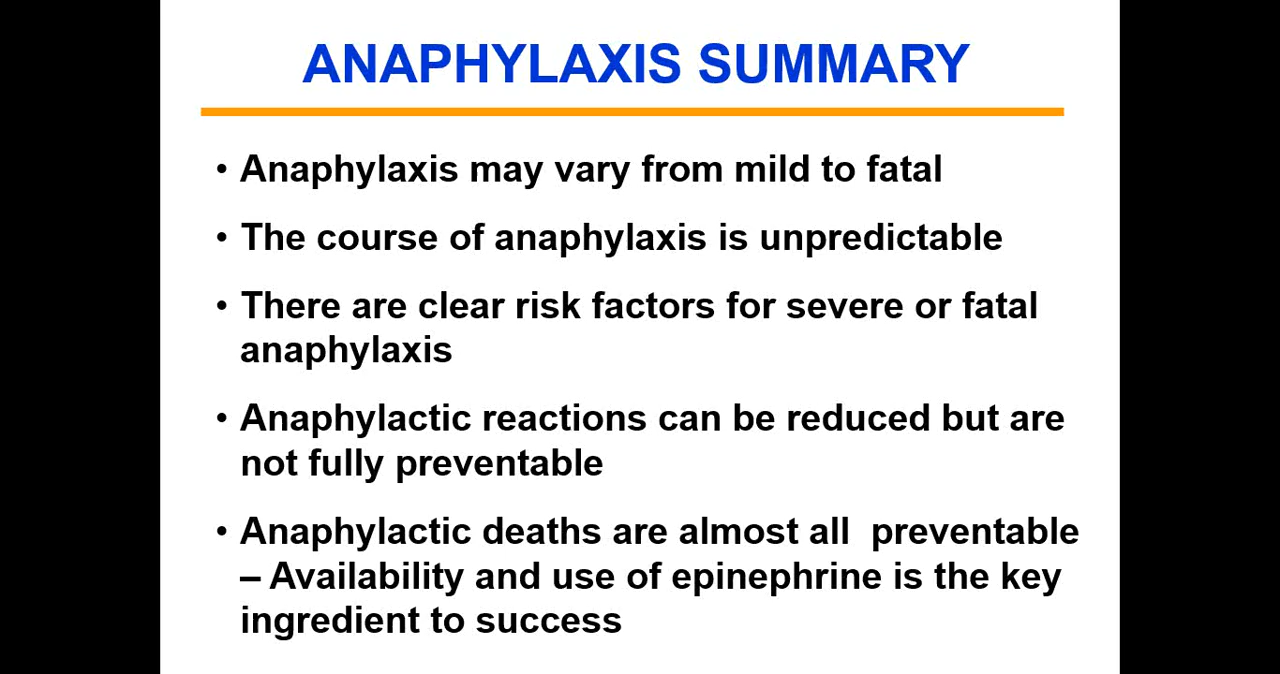 ANAPHYLAXIS SUMMARY
• Anaphylaxis may vary from mild to fatal
• The course of anaphylaxis is unpredictable
• There are clear risk factors for severe or fatal
anaphylaxis
• Anaphylactic reactions can be reduced but are
not fully preventable
• Anaphylactic deaths are almost all  preventable
– Availability and use of epinephrine is the key
ingredient to success